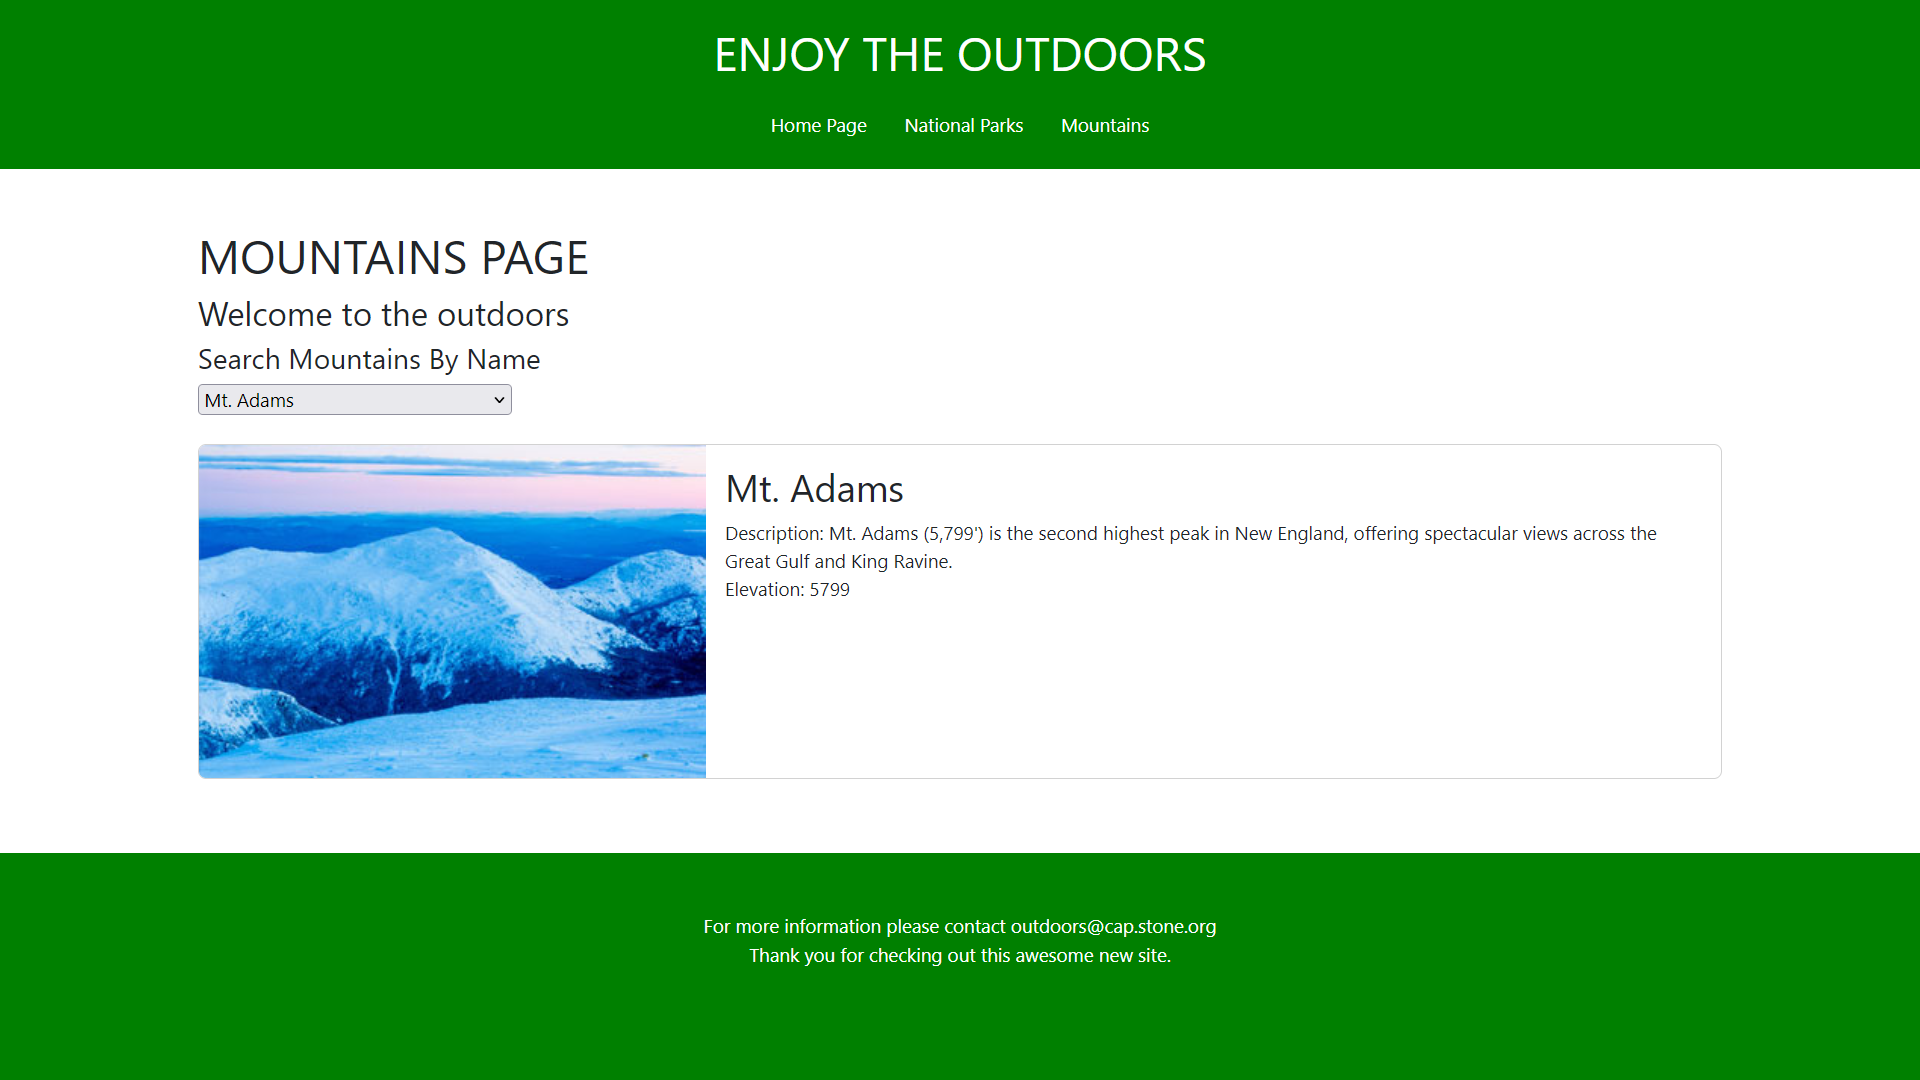 ENJOY THE OUTDOORS
Home Page National Parks Mountains
MOUNTAINS PAGE
Welcome to the outdoors
Search Mountains By Name
Mt. Adams
Mt. Adams
Description: Mt. Adams (5,799') is the second highest peak in New England, offering spectacular views across the
Great Gulf and King Ravine.
Elevation: 5799
For more information please contact outdoors@cap.stone.org
Thank you for checking out this awesome new site.